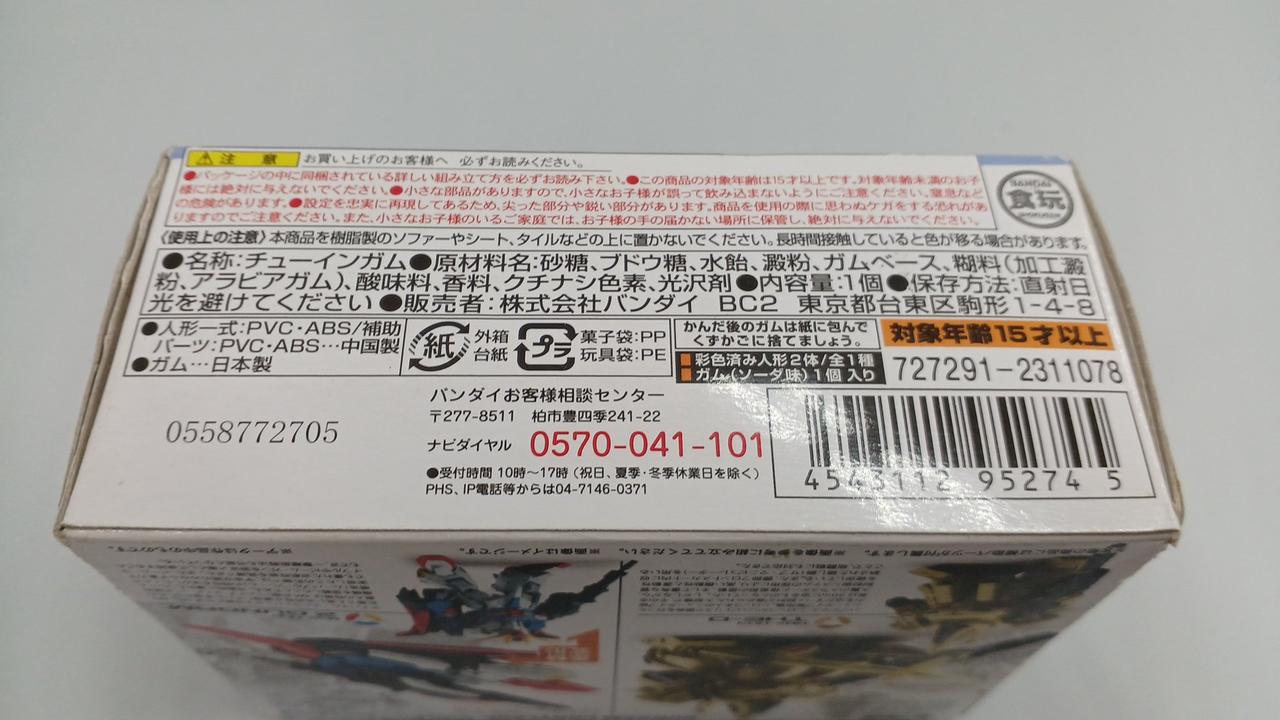 ⚠注 意 お買い上げのお客様へ 必ずお読みください。
●パッケージの中に同梱されている詳しい組み立て方を必ずお読み下さい。●この商品の対象年齢は15才以上です。対象年齢未満のお子
様には絶対に与えないでください。●小さな部品がありますので、小さなお子様が誤って飲み込まないようにご注意ください。窒息など
の危険があります。●設定を忠実に再現してあるため、尖った部分や鋭い部分があります。商品を使用の際に思わぬケガをする恐れがあ
りますのでご注意ください。また、小さなお子様のいるご家庭では、お子様の手の届かない場所に保管し、絶対に与えないでください。
BANDAI
食玩
SHOKUGAN
〈使用上の注意〉本商品を樹脂製のソファーやシート、タイルなどの上に置かないでください。長時間接触していると色が移る場合があります。
●名称:チューインガム●原材料名:砂糖、ブドウ糖、水飴、澱粉、ガムベース、糊料(加工澱
粉、アラビアガム)、酸味料、香料、クチナシ色素、光沢剤●内容量:1個●保存方法:直射日
光を避けてください●販売者:株式会社バンダイ BC2 東京都台東区駒形1-4-8
●人形一式:PVC・ABS/補助
パーツ:PVC・ABS…中国製
●ガム…日本製
紙
外箱
台紙
プラ
菓子袋:PP
玩具袋:PE
かんだ後のガムは紙に包んで
くずかごに捨てましょう。
■彩色済み人形2体/全1種
■ガム(ソーダ味)1個入り
対象年齢15才以上
727291-2311078
0558772705
バンダイお客様相談センター
〒277-8511 柏市豊四季241-22
ナビダイヤル 0570-041-101
●受付時間 10時~17時(祝日、夏季・冬季休業日を除く)
PHS、IP電話等からは04-7146-0371
4543112 95274 5
※画像を参考に組み立ててください。
※画像はイメージです。